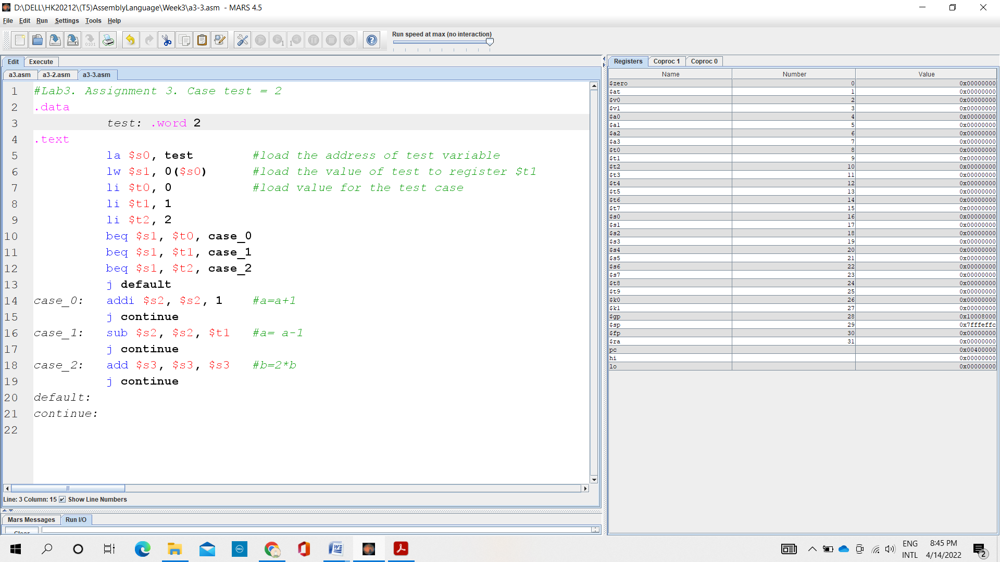 D:\DELL\HK20212\(T5)AssemblyLanguage\Week3\a3-3.asm - MARS 4.5
File Edit Run Settings Tools Help
Run speed at max (no interaction)
Edit Execute
a3.asm a3-2.asm a3-3.asm
1 #Lab3. Assignment 3. Case test = 2
2 .data
3 test: .word 2
4 .text
5 la $s0, test #load the address of test variable
6 lw $s1, 0($s0) #load the value of test to register $t1
7 li $t0, 0 #load value for the test case
8 li $t1, 1
9 li $t2, 2
10 beq $s1, $t0, case_0
11 beq $s1, $t1, case_1
12 beq $s1, $t2, case_2
13 j default
14 case_0: addi $s2, $s2, 1 #a=a+1
15 j continue
16 case_1: sub $s2, $s2, $t1 #a= a-1
17 j continue
18 case_2: add $s3, $s3, $s3 #b=2*b
19 j continue
20 default:
21 continue:
22
Line: 3 Column: 15 Show Line Numbers
Mars Messages Run I/O
Clear
Registers Coproc 1 Coproc 0
Name Number Value
$zero 0 0x00000000
$at 1 0x00000000
$v0 2 0x00000000
$v1 3 0x00000000
$a0 4 0x00000000
$a1 5 0x00000000
$a2 6 0x00000000
$a3 7 0x00000000
$t0 8 0x00000000
$t1 9 0x00000000
$t2 10 0x00000000
$t3 11 0x00000000
$t4 12 0x00000000
$t5 13 0x00000000
$t6 14 0x00000000
$t7 15 0x00000000
$s0 16 0x00000000
$s1 17 0x00000000
$s2 18 0x00000000
$s3 19 0x00000000
$s4 20 0x00000000
$s5 21 0x00000000
$s6 22 0x00000000
$s7 23 0x00000000
$t8 24 0x00000000
$t9 25 0x00000000
$k0 26 0x00000000
$k1 27 0x00000000
$gp 28 0x10008000
$sp 29 0x7fffeffc
$fp 30 0x00000000
$ra 31 0x00000000
pc 0x00400000
hi 0x00000000
lo 0x00000000
ENG
INTL
8:45 PM
4/14/2022
2